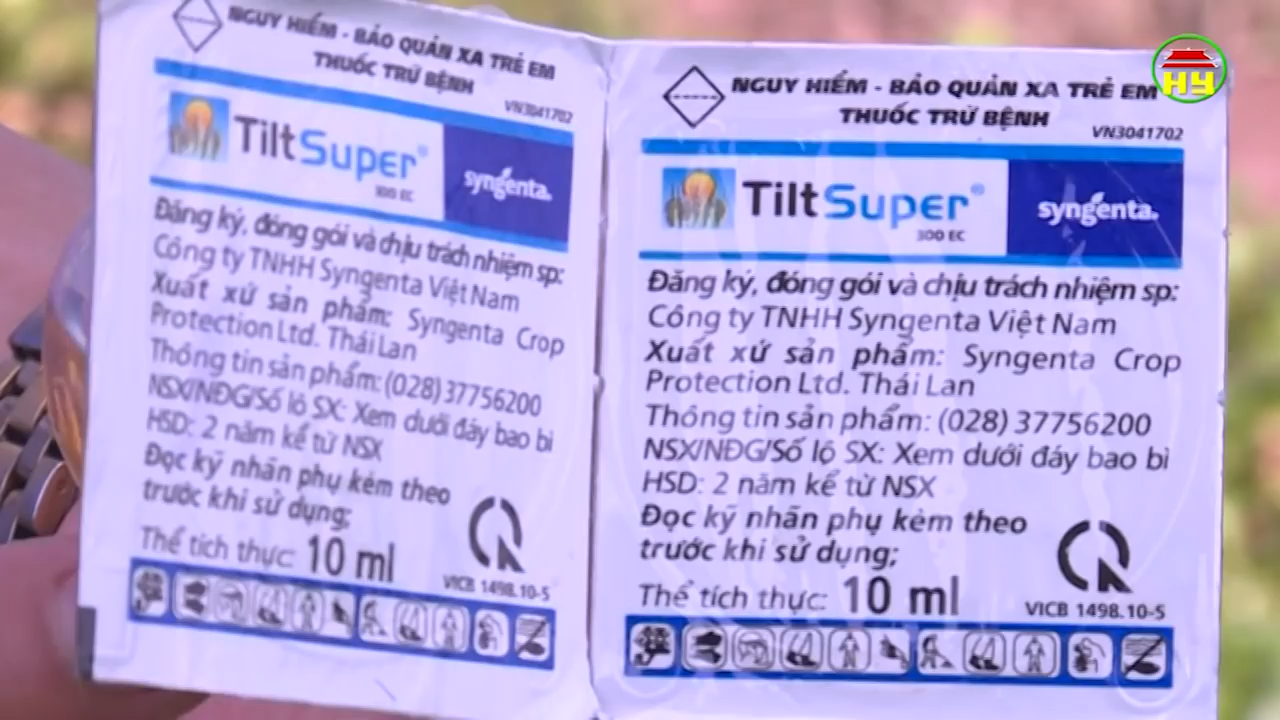 NGUY HIỂM - BẢO QUẢN XA TRẺ EM
THUỐC TRỪ BỆNH
VN3041702
TiltSuper®
300 EC
syngenta.
Đăng ký, đóng gói và chịu trách nhiệm sp:
Công ty TNHH Syngenta Việt Nam
Xuất xứ sản phẩm: Syngenta Crop
Protection Ltd. Thái Lan
Thông tin sản phẩm: (028) 37756200
NSX/NĐG/Số lô SX: Xem dưới đáy bao bì
HSD: 2 năm kể từ NSX
Đọc kỹ nhãn phụ kèm theo
trước khi sử dụng;
Thể tích thực: 10 ml
VICB 1498.10-5
NGUY HIỂM - BẢO QUẢN XA TRẺ EM
THUỐC TRỪ BỆNH
VN3041702
TiltSuper®
300 EC
syngenta.
Đăng ký, đóng gói và chịu trách nhiệm sp:
Công ty TNHH Syngenta Việt Nam
Xuất xứ sản phẩm: Syngenta Crop
Protection Ltd. Thái Lan
Thông tin sản phẩm: (028) 37756200
NSX/NĐG/Số lô SX: Xem dưới đáy bao bì
HSD: 2 năm kể từ NSX
Đọc kỹ nhãn phụ kèm theo
trước khi sử dụng;
Thể tích thực: 10 ml
VICB 1498.10-5
HY